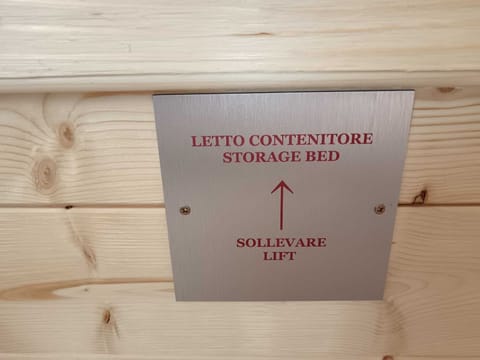 LETTO CONTENITORE
STORAGE BED
SOLLEVARE
LIFT